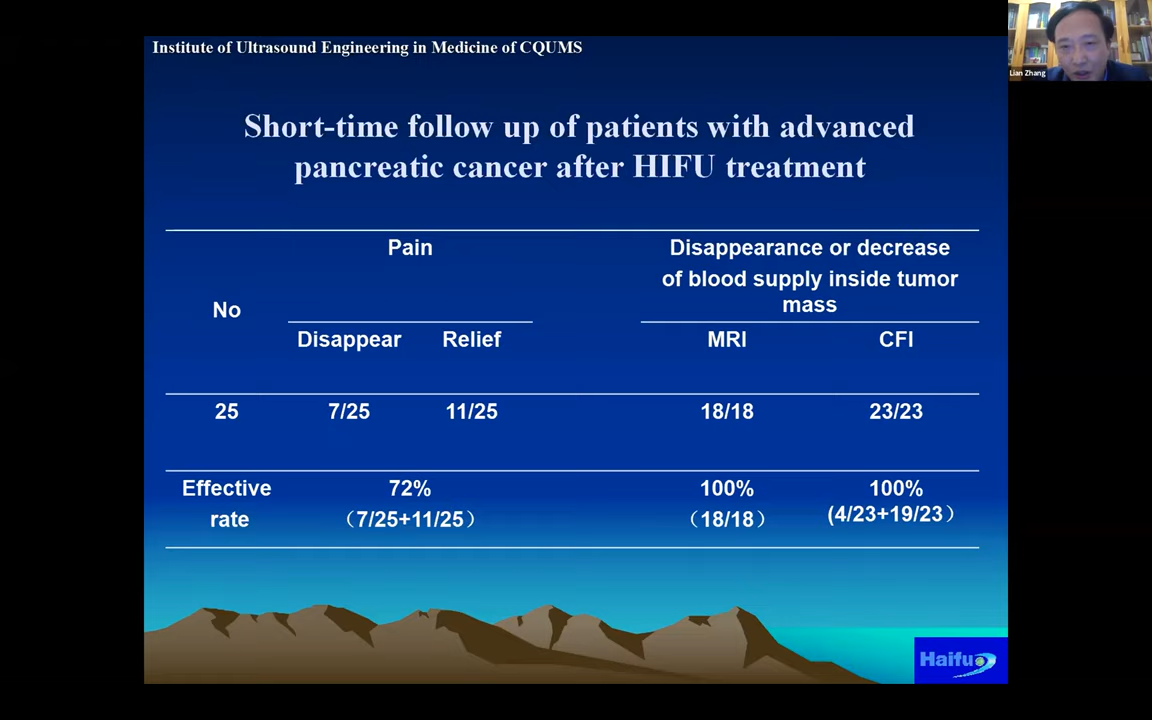 Institute of Ultrasound Engineering in Medicine of CQUMS
Lian Zhang
Short-time follow up of patients with advanced
pancreatic cancer after HIFU treatment
No
Pain
Disappearance or decrease
of blood supply inside tumor
mass
Disappear
Relief
MRI
CFI
25
7/25
11/25
18/18
23/23
Effective
rate
72%
（7/25+11/25）
100%
（18/18）
100%
(4/23+19/23）
Haifu